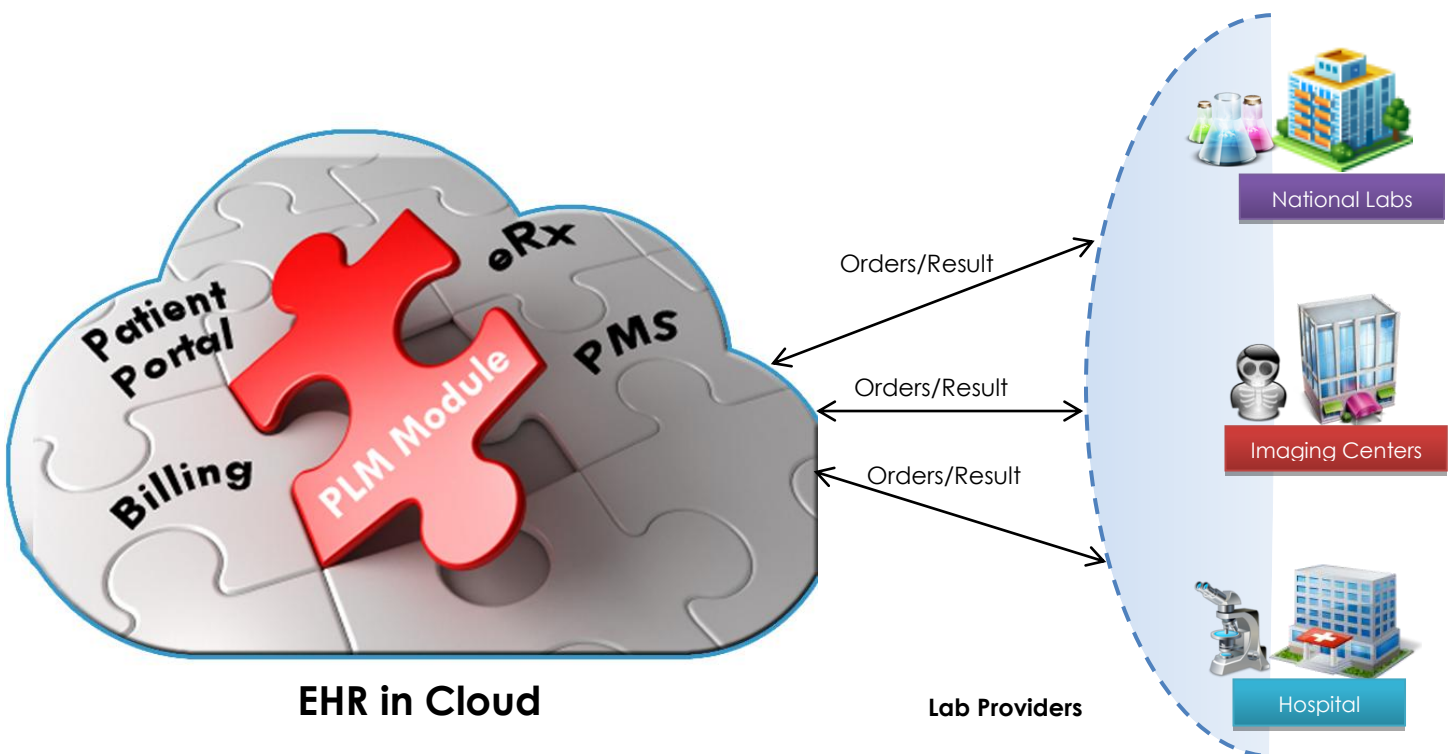 eRx
Patient
Portal
PMs
PLM Module
Billing
EHR in Cloud
Orders/Result
Orders/Result
Orders/Result
Lab Providers
National Labs
Imaging Centers
Hospital